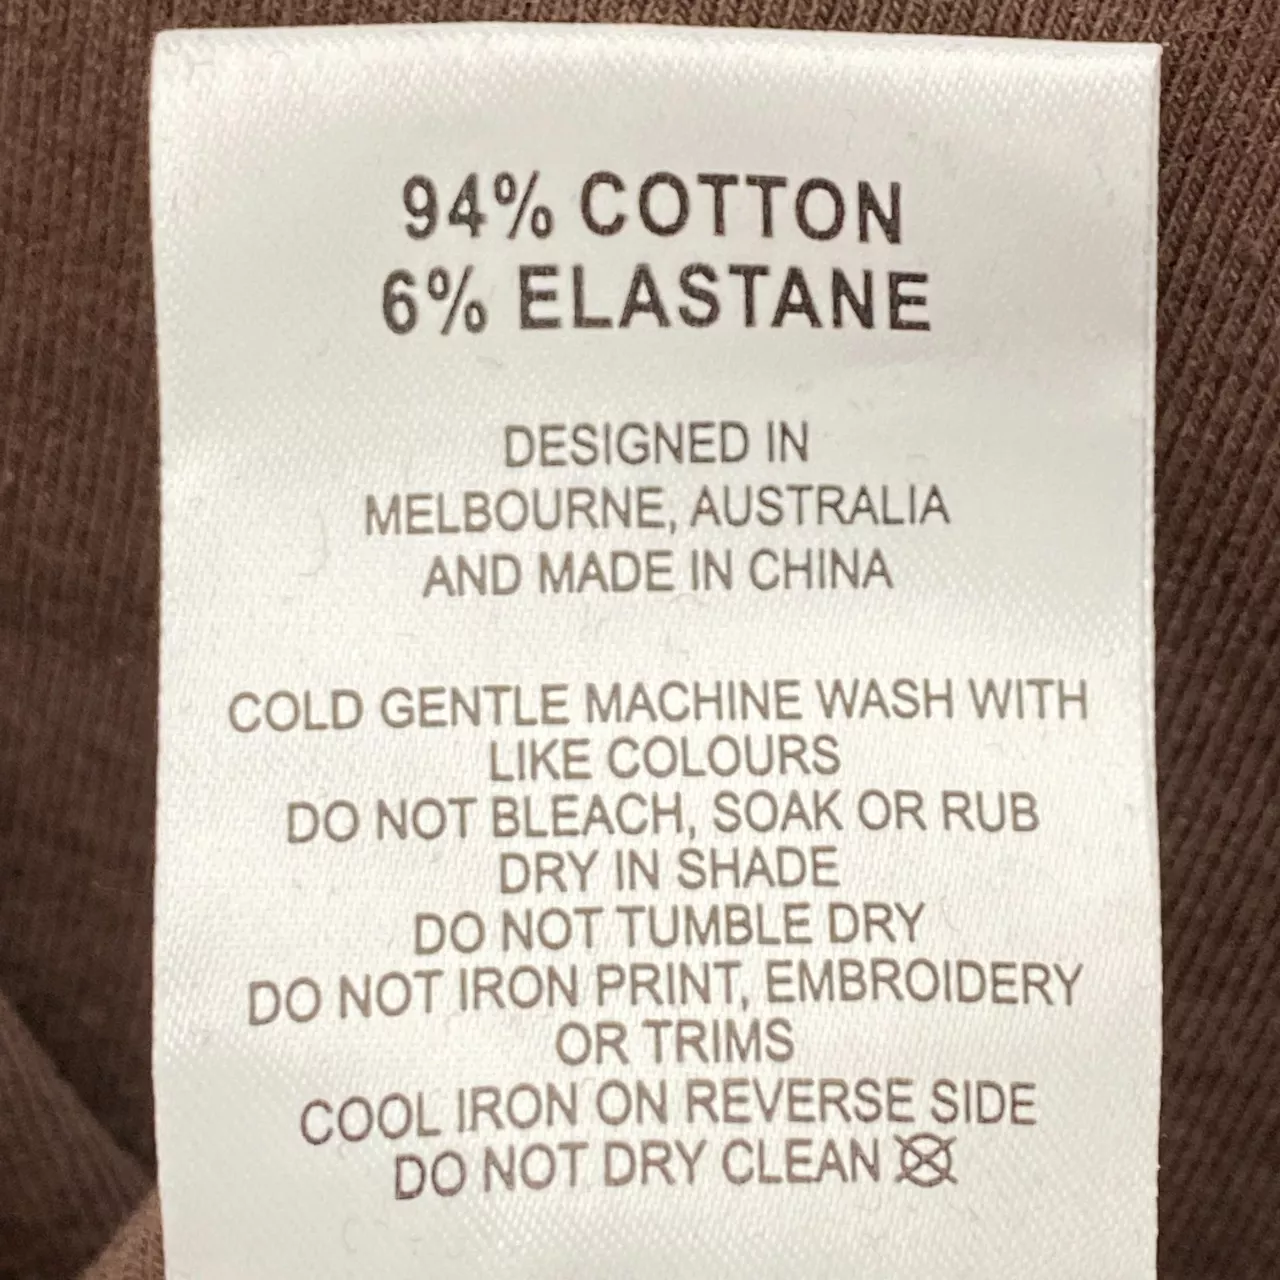 94% COTTON
6% ELASTANE
DESIGNED IN
MELBOURNE, AUSTRALIA
AND MADE IN CHINA
COLD GENTLE MACHINE WASH WITH
LIKE COLOURS
DO NOT BLEACH, SOAK OR RUB
DRY IN SHADE
DO NOT TUMBLE DRY
DO NOT IRON PRINT, EMBROIDERY
OR TRIMS
COOL IRON ON REVERSE SIDE
DO NOT DRY CLEAN